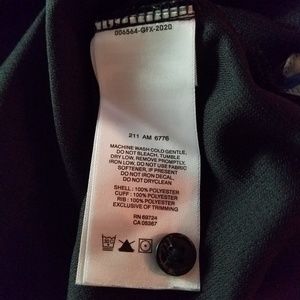 006564-GFX-2020
211 AM 6776
MACHINE WASH COLD GENTLE,
DO NOT BLEACH, TUMBLE
DRY LOW, REMOVE PROMPTLY,
IRON LOW, DO NOT USE FABRIC
SOFTENER, IF PRESENT
DO NOT IRON DECAL.
DO NOT DRYCLEAN
SHELL : 100% POLYESTER
CUFF : 100% POLYESTER
RIB : 100% POLYESTER
EXCLUSIVE OF TRIMMING
RN 69724
CA 05367